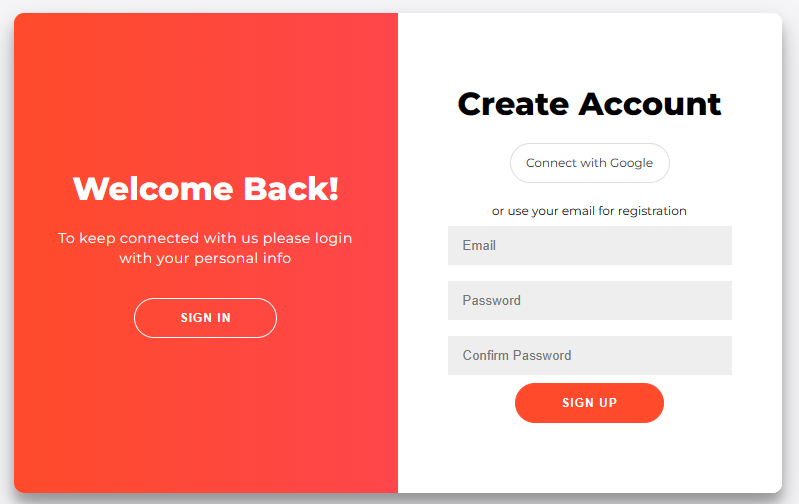 Welcome Back!
To keep connected with us please login
with your personal info
SIGN IN
Create Account
Connect with Google
or use your email for registration
Email
Password
Confirm Password
SIGN UP